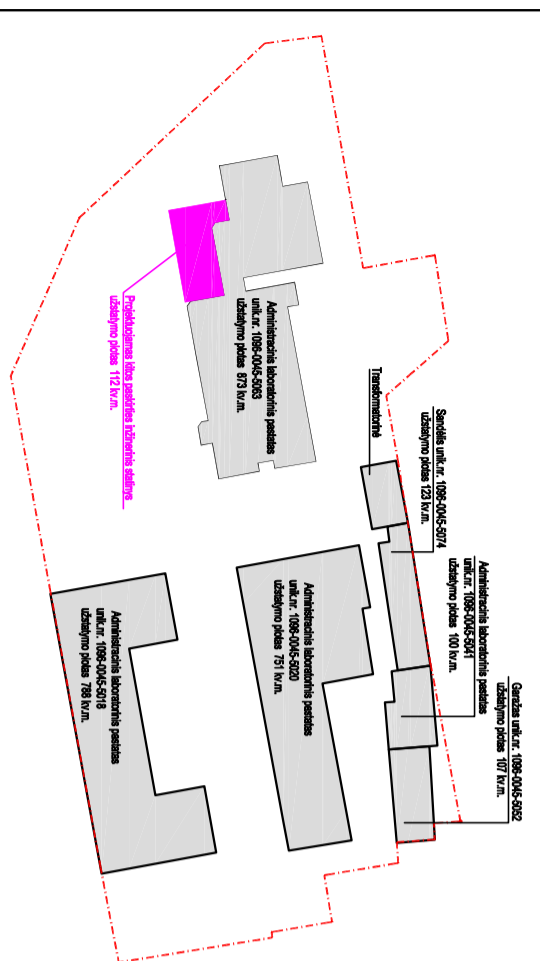 Garažas unik.nr. 1096-0045-5052
užstatymo plotas 107 kv.m.
Administracinis laboratorinis pastatas
unik.nr. 1096-0045-5041
užstatymo plotas 100 kv.m.
Sandėlis unik.nr. 1096-0045-5074
užstatymo plotas 123 kv.m.
Transformatorinė
Administracinis laboratorinis pastatas
unik.nr. 1096-0045-5063
užstatymo plotas 873 kv.m.
Administracinis laboratorinis pastatas
unik.nr. 1096-0045-5020
užstatymo plotas 751 kv.m.
Projektuojamas kitos paskirties inžinerinis statinys
užstatymo plotas 112 kv.m.
Administracinis laboratorinis pastatas
unik.nr. 1096-0045-5018
užstatymo plotas 788 kv.m.